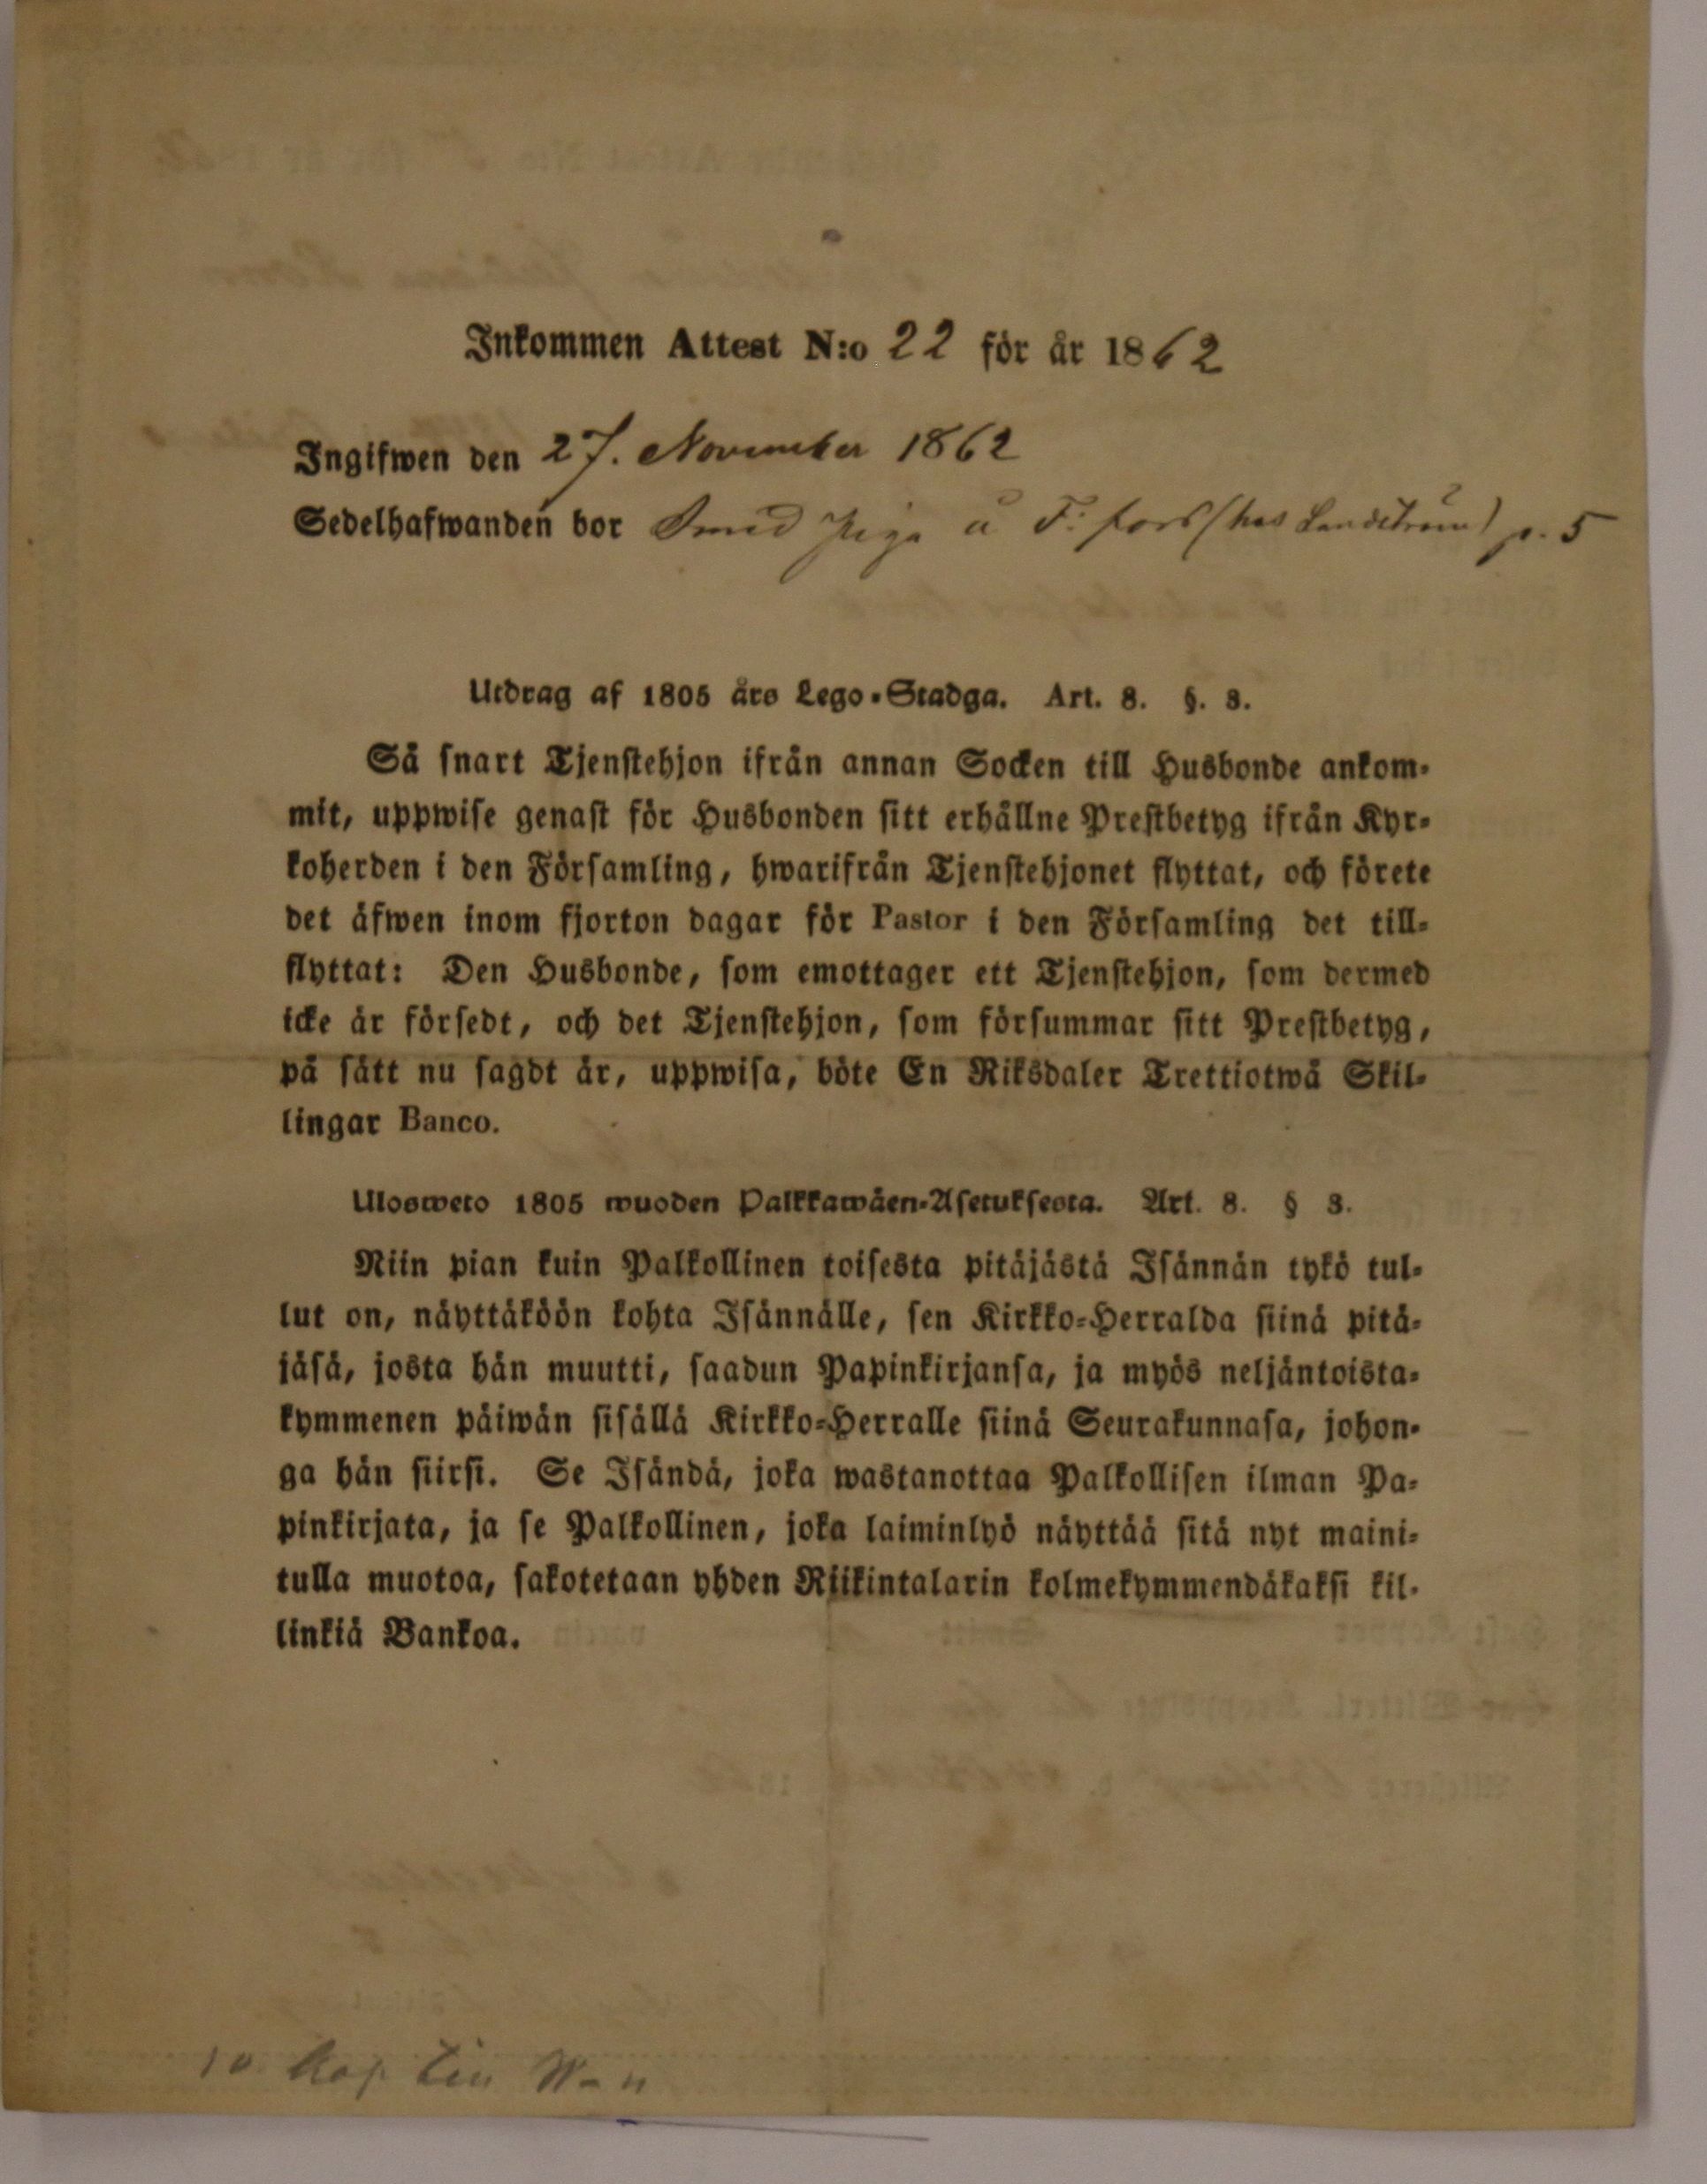 Inkommen Attest N:o 22 för år 1862
Ingifwen den 27. November 1862
Sedelhafwanden bor Smed Piga å F:fors (hos Landström) p. 5
Utdrag af 1805 års Lego-Stadga. Art. 8. §. 3.
Så snart Tjenstehjon ifrån annan Socken till Husbonde ankom-
mit, uppwise genast för Husbonden sitt erhållne Prestbetyg ifrån Kyr-
koherden i den Församling, hwarifrån Tjenstehjonet flyttat, och förete
det äfwen inom fjorton dagar för Pastor i den Församling det till-
flyttat: Den Husbonde, som emottager ett Tjenstehjon, som dermed
icke är försedt, och det Tjenstehjon, som försummar sitt Prestbetyg,
på sätt nu sagdt är, uppwisa, böte En Riksdaler Trettiotwå Skil-
lingar Banco.
Ulosweto 1805 wuoden Palkkawäen-Asetuksesta. Art. 8. § 3.
Niin pian kuin Palkollinen toisesta pitäjästä Isännän tykö tul-
lut on, näyttäköön kohta Isännälle, sen Kirkko-Herralda siinä pitä-
jäsä, josta hän muutti, saadun Papinkirjansa, ja myös neljäntoista-
kymmenen päiwän sisällä Kirkko-Herralle siinä Seurakunnasa, johon-
ga hän siirsi. Se Isändä, joka wastanottaa Palkollisen ilman Pa-
pinkirjata, ja se Palkollinen, joka laiminlyö näyttää sitä nyt maini-
tulla muotoa, sakotetaan yhden Riikintalarin kolmekymmendäkaksi kil-
linkiä Bankoa.
10 Kop